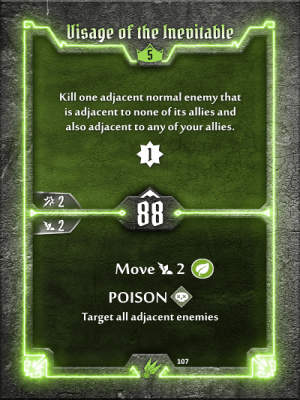 Visage of the Inevitable
5
Kill one adjacent normal enemy that
is adjacent to none of its allies and
also adjacent to any of your allies.
1
2
88
2
Move 2
POISON
Target all adjacent enemies
107